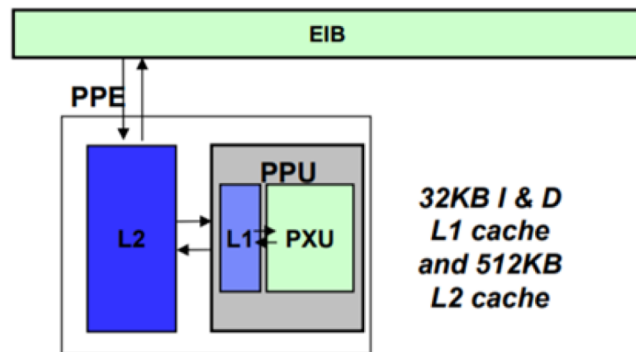 EIB
PPE
PPU
L2
L1
PXU
32KB I & D
L1 cache
and 512KB
L2 cache